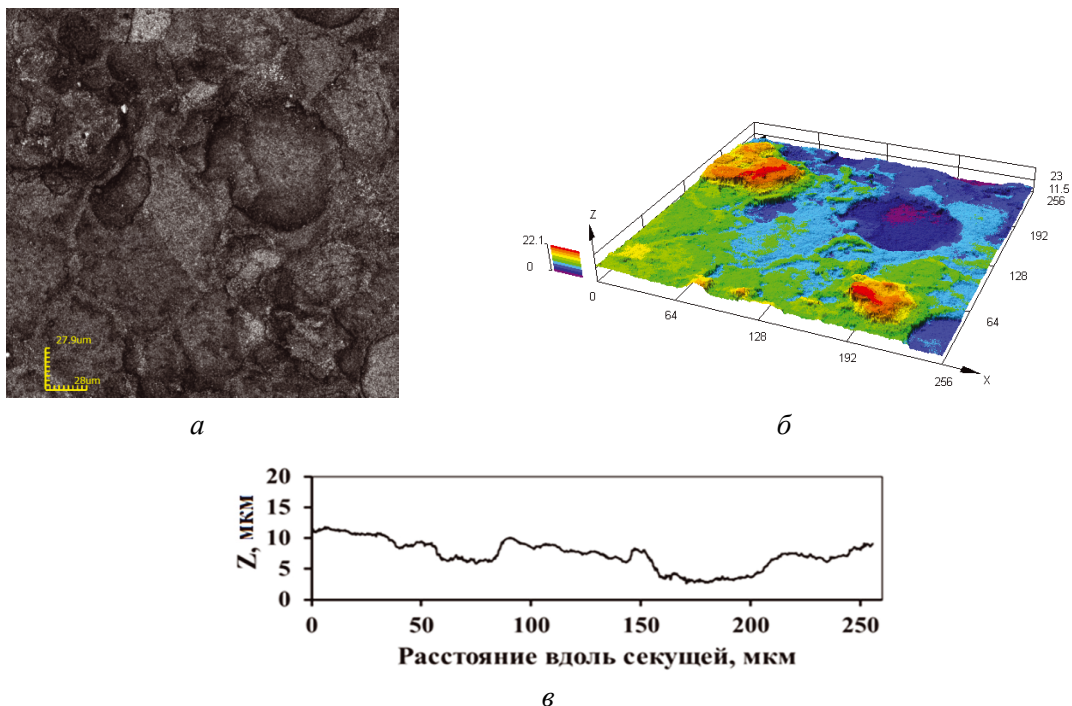 27.9um
28um
а
Z
22.1
0
0
64
128
192
256
X
64
128
192
256
11.5
23
б
Z, мкм
20
15
10
5
0
0 50 100 150 200 250
Расстояние вдоль секущей, мкм
в